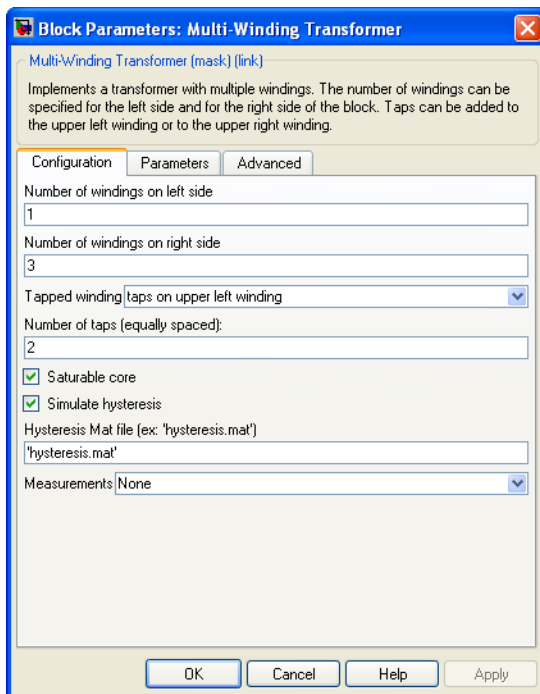 Block Parameters: Multi-Winding Transformer
Multi-Winding Transformer (mask) (link)
Implements a transformer with multiple windings. The number of windings can be
specified for the left side and for the right side of the block. Taps can be added to
the upper left winding or to the upper right winding.
Configuration Parameters Advanced
Number of windings on left side
1
Number of windings on right side
3
Tapped winding taps on upper left winding
Number of taps (equally spaced):
2
Saturable core
Simulate hysteresis
Hysteresis Mat file (ex: 'hysteresis.mat')
'hysteresis.mat'
Measurements None
OK Cancel Help Apply